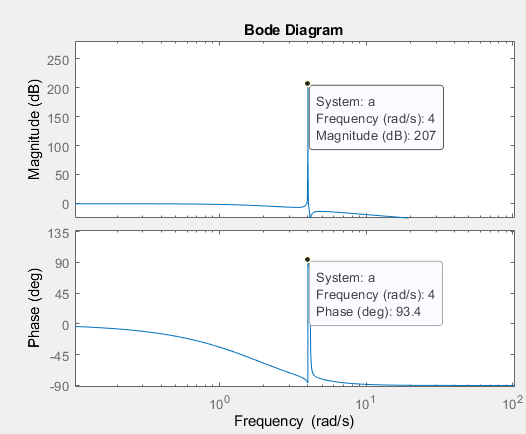 Bode Diagram
Magnitude (dB)
250
200
150
100
50
0
System: a
Frequency (rad/s): 4
Magnitude (dB): 207
Phase (deg)
135
90
45
0
-45
-90
System: a
Frequency (rad/s): 4
Phase (deg): 93.4
10^0 10^1 10^2
Frequency (rad/s)